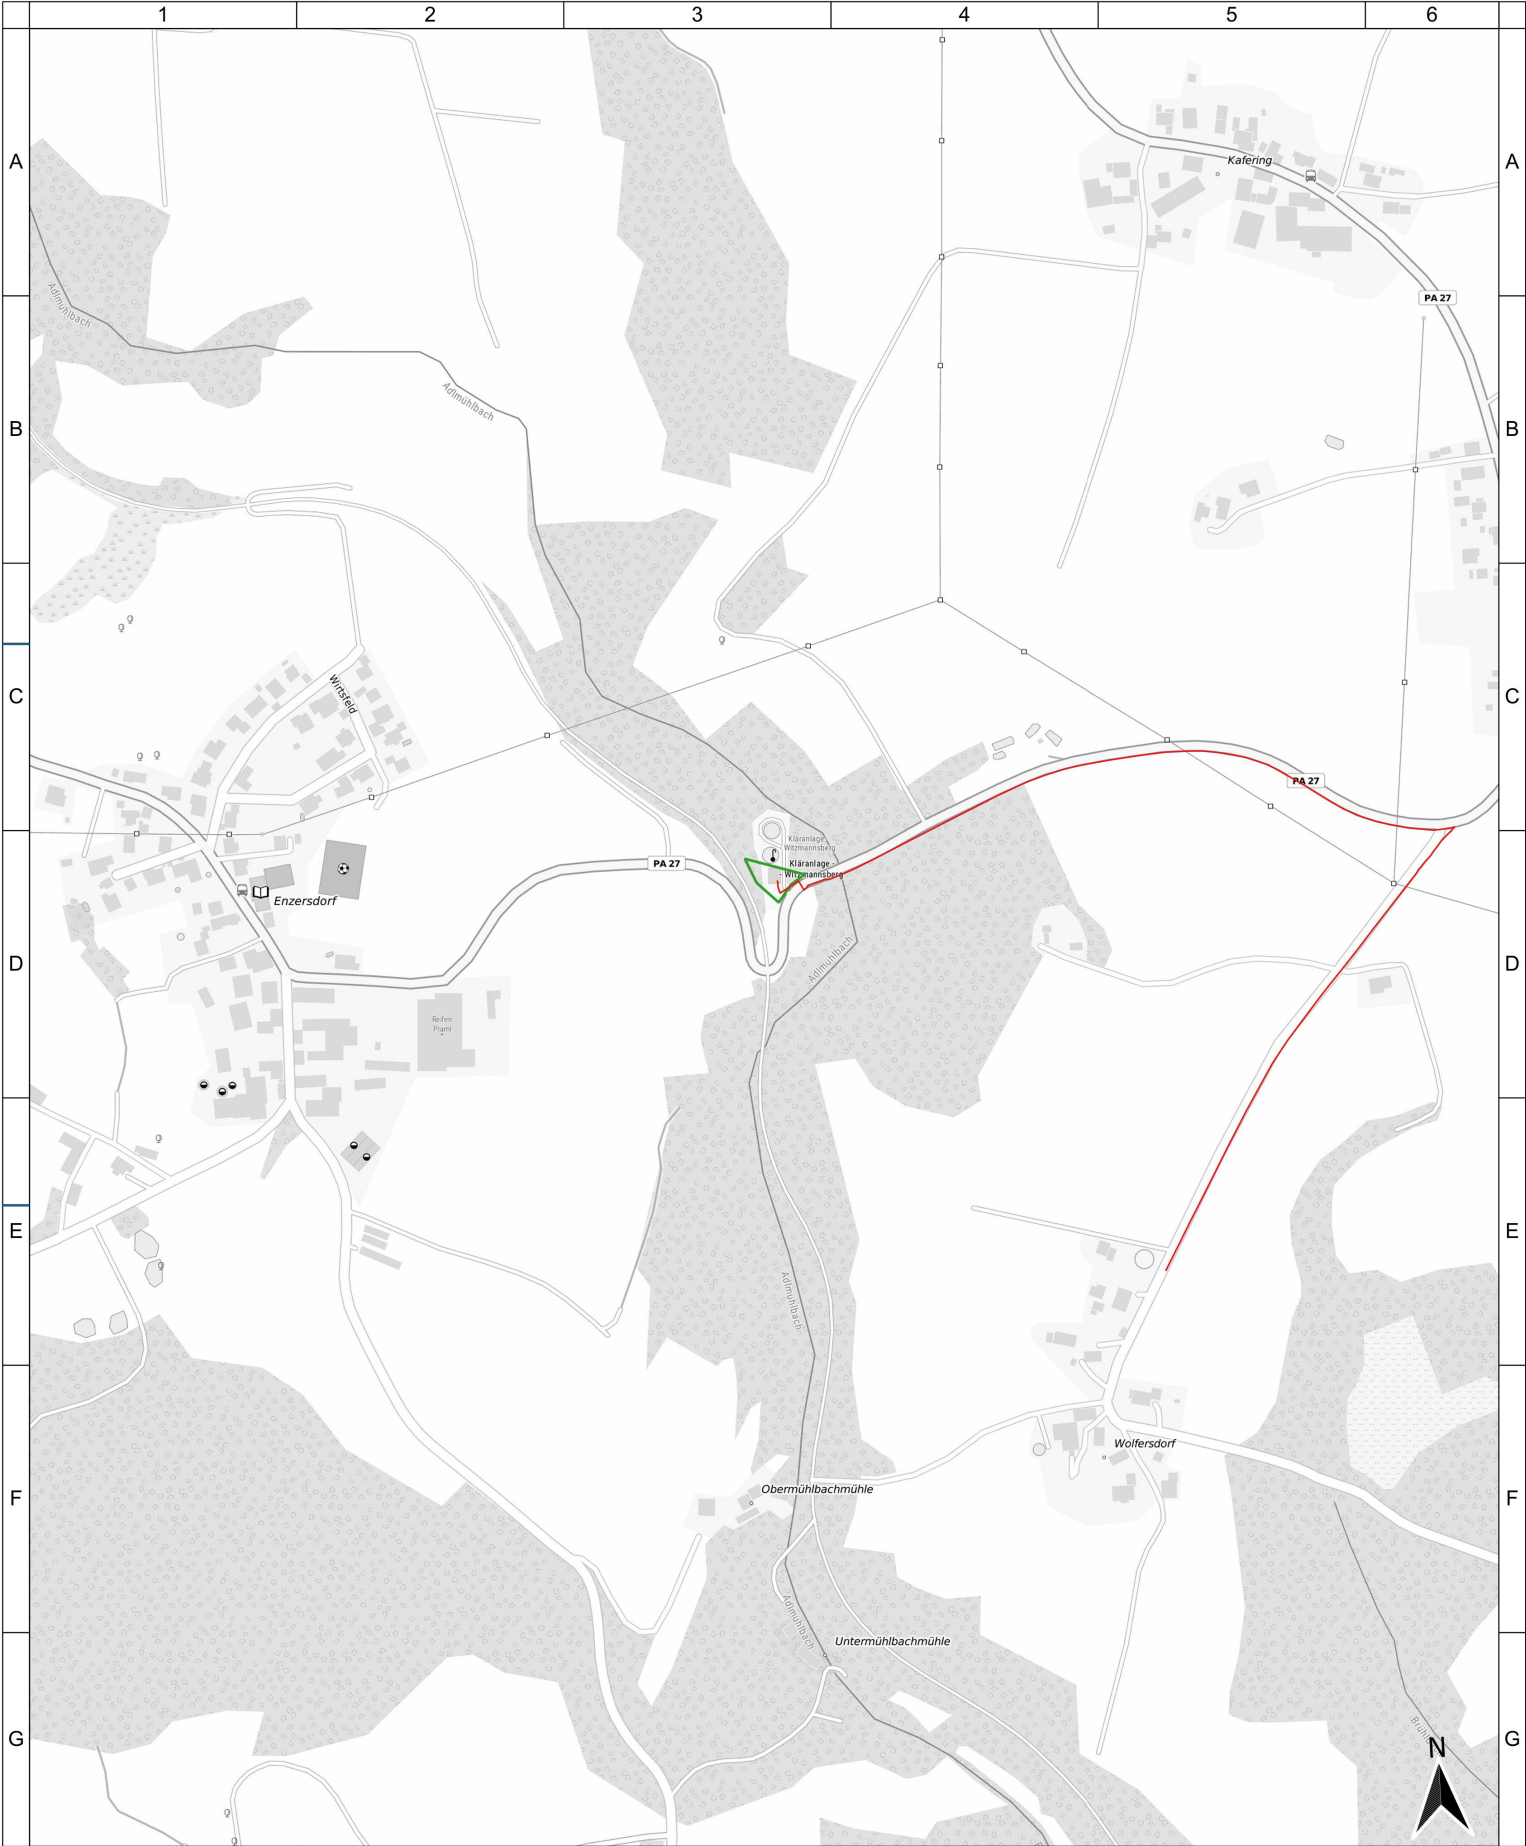 1 2 3 4 5 6
A A
Kafering
PA 27
Adlmühlbach
Adlmühlbach
B B
Wirtsfeld
C C
PA 27
Kläranlage
Witzmannsberg
PA 27
Kläranlage -
Witzmannsberg
Enzersdorf
Adlmühlbach
D D
Reifen
Praml
E E
Adlmühlbach
Wolfersdorf
Obermühlbachmühle
F F
Adlmühlbach
Untermühlbachmühle
G G
N